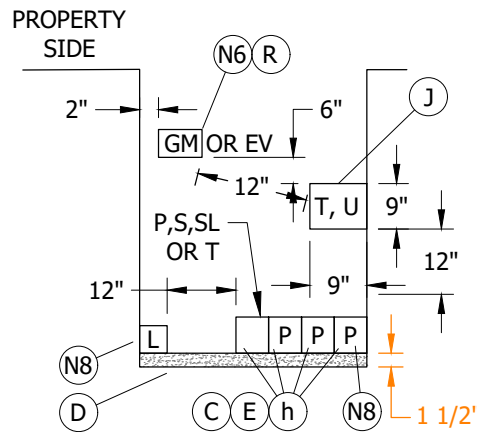 PROPERTY
SIDE
N6 R
J
2"
6"
GM OR EV
12"
T, U
9"
P,S,SL
OR T
12"
12"
9"
L
P P P
N8
D
C E h N8
1 1/2'